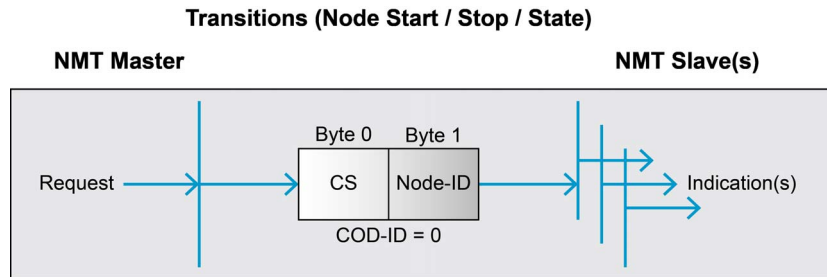 Transitions (Node Start / Stop / State)
NMT Master
NMT Slave(s)
Byte 0
Byte 1
Request
CS
Node-ID
Indication(s)
COD-ID = 0